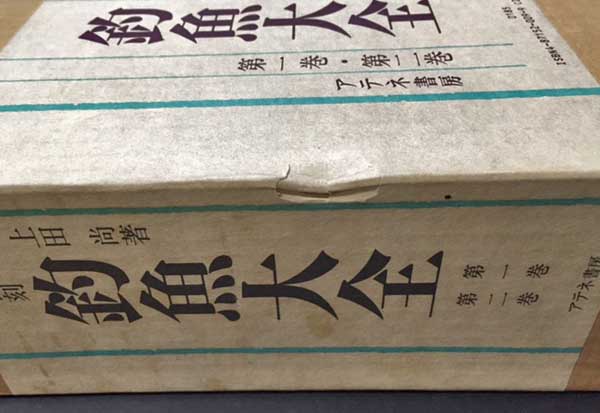 釣魚大全
第一巻・第二巻
アテネ書房
刻
上田 尚著
釣魚大全
第一巻
第二巻
アテネ書房